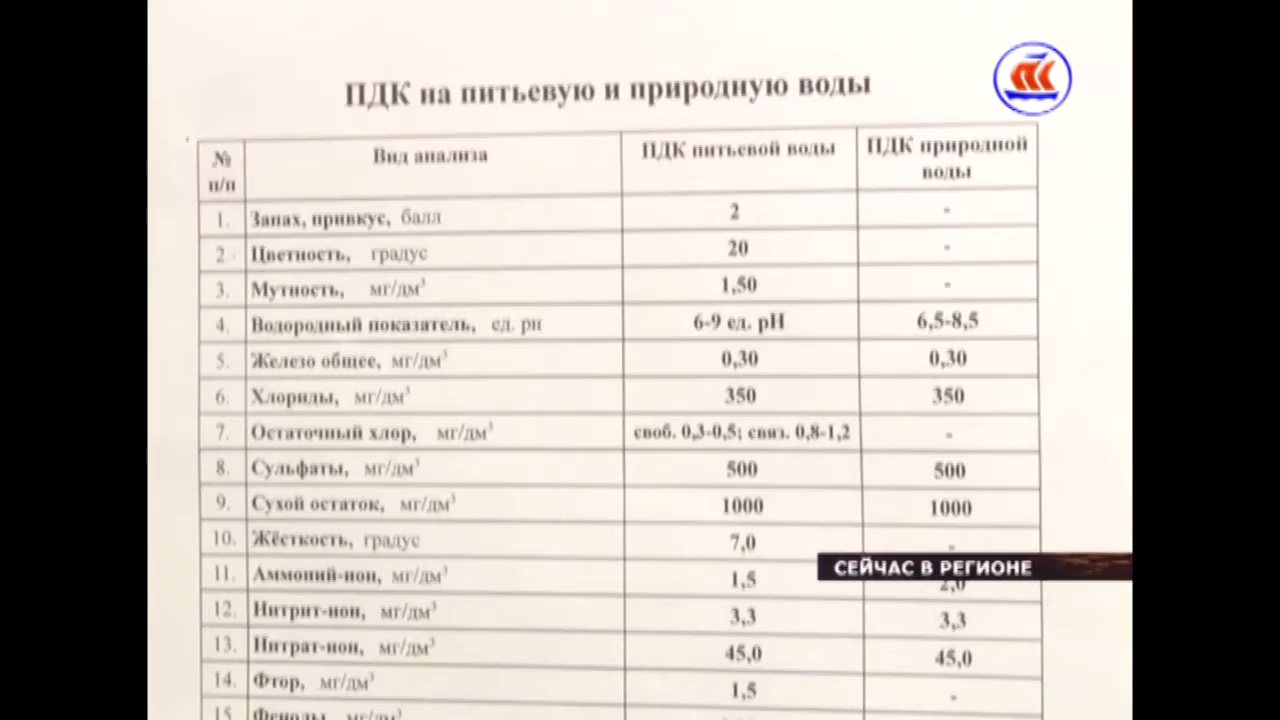 ПДК на питьевую и природную воды
№ п/п Вид анализа ПДК питьевой воды ПДК природной воды
1. Запах, привкус, балл 2 -
2 Цветность, градус 20 -
3. Мутность, мг/дм³ 1,50 -
4. Водородный показатель, ед. рн 6-9 ед. рН 6,5-8,5
5. Железо общее, мг/дм³ 0,30 0,30
6. Хлориды, мг/дм³ 350 350
7. Остаточный хлор, мг/дм³ своб. 0,3-0,5; связ. 0,8-1,2 -
8. Сульфаты, мг/дм³ 500 500
9. Сухой остаток, мг/дм³ 1000 1000
10. Жёсткость, градус 7,0 -
СЕЙЧАС В РЕГИОНЕ
11. Аммоний-ион, мг/дм³ 1,5 2,0
12. Нитрит-ион, мг/дм³ 3,3 3,3
13. Нитрат-ион, мг/дм³ 45,0 45,0
14. Фтор, мг/дм³ 1,5 -
15. Фенолы, мг/дм³